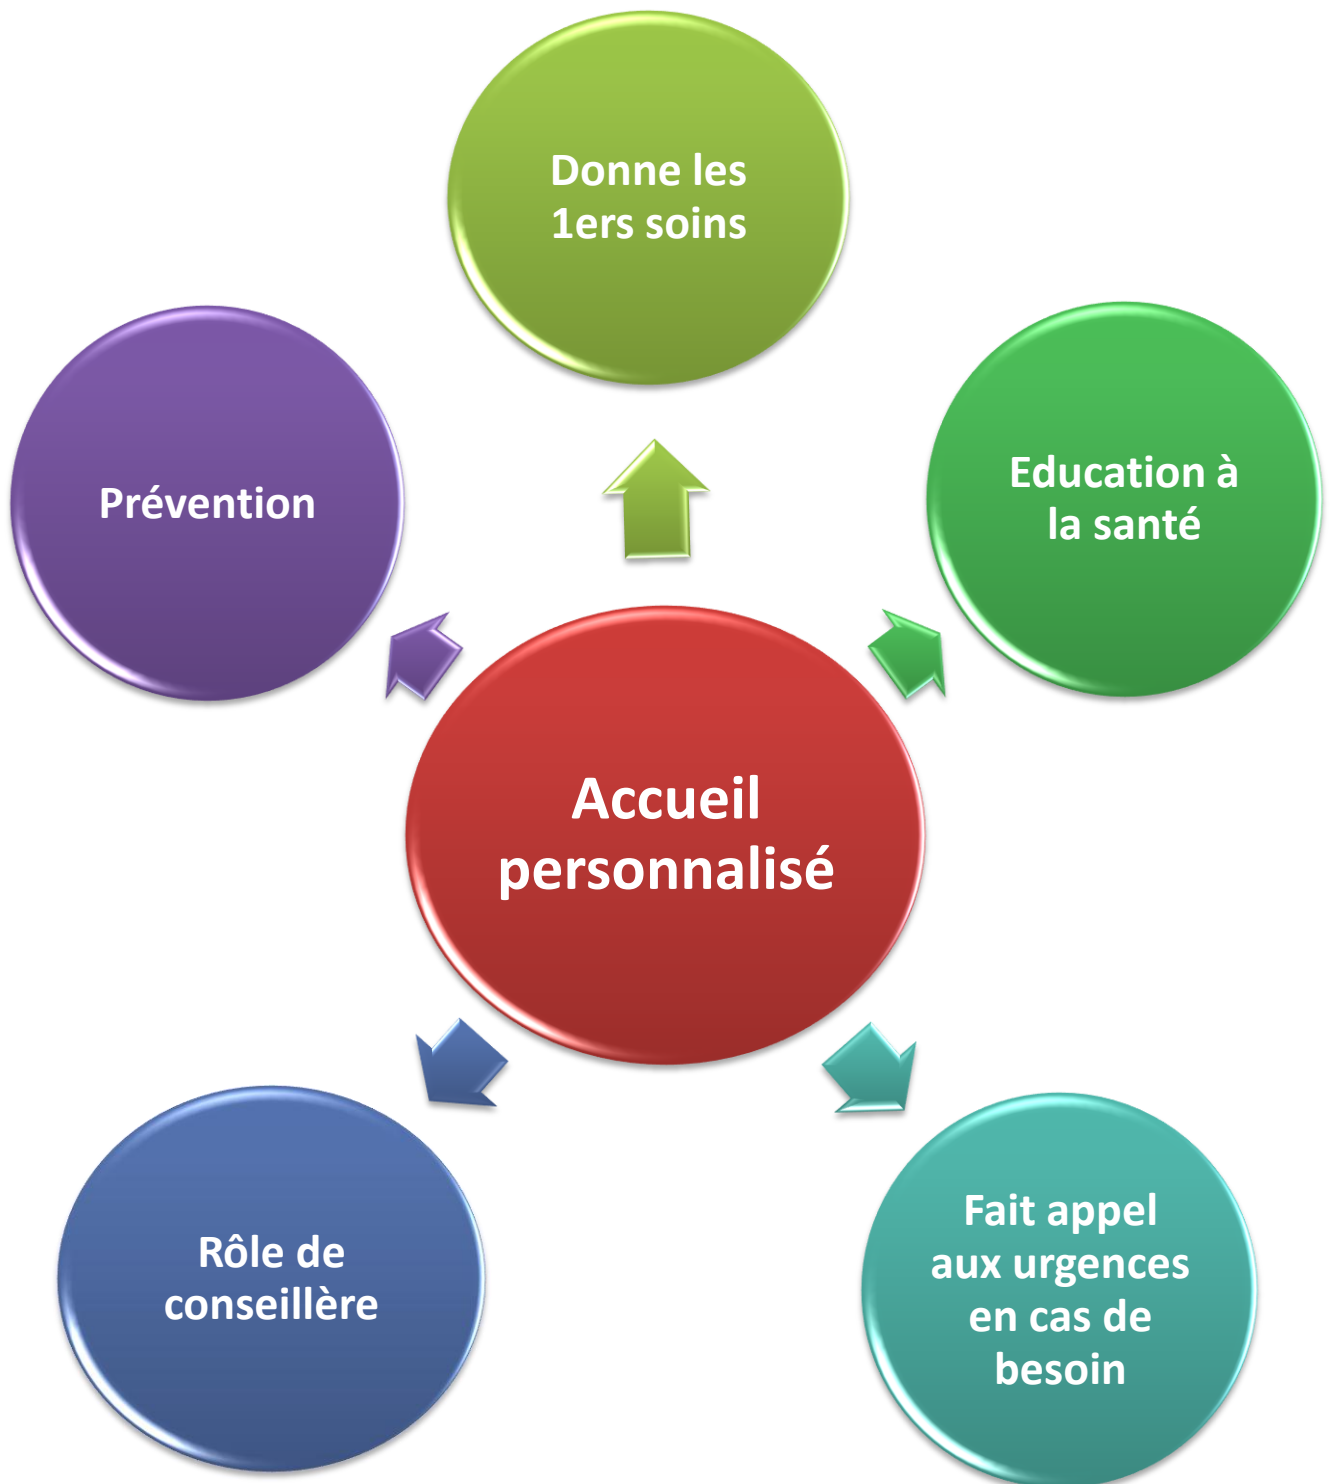 Donne les
1ers soins
Prévention
Education à
la santé
Accueil
personnalisé
Rôle de
conseillère
Fait appel
aux urgences
en cas de
besoin